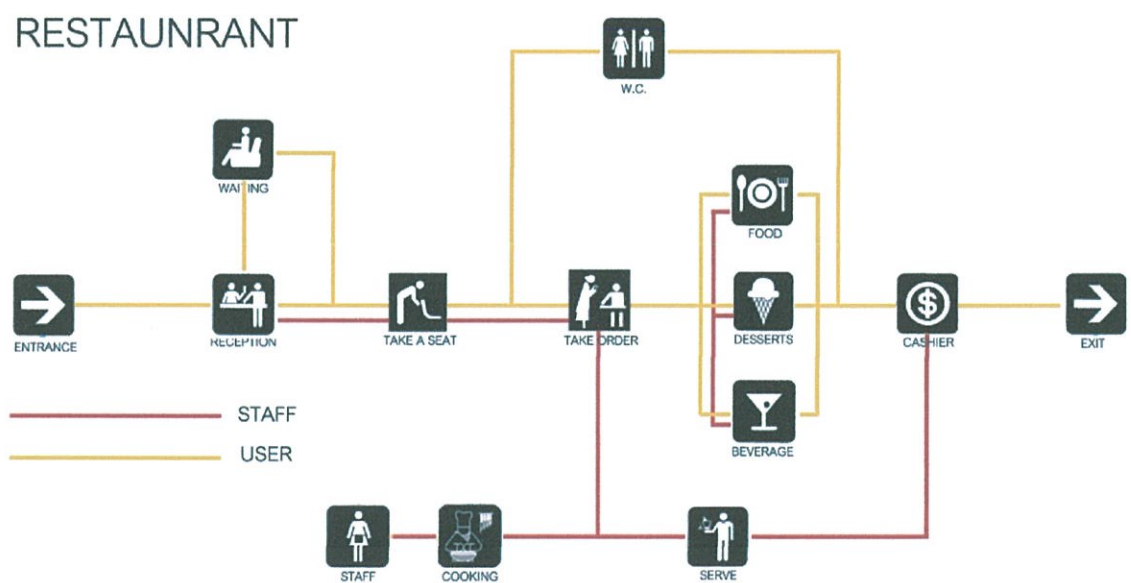 RESTAUNRANT
W.C.
WAITING
FOOD
ENTRANCE
RECEPTION
TAKE A SEAT
TAKE ORDER
DESSERTS
$
CASHIER
EXIT
STAFF
USER
BEVERAGE
STAFF
COOKING
SERVE